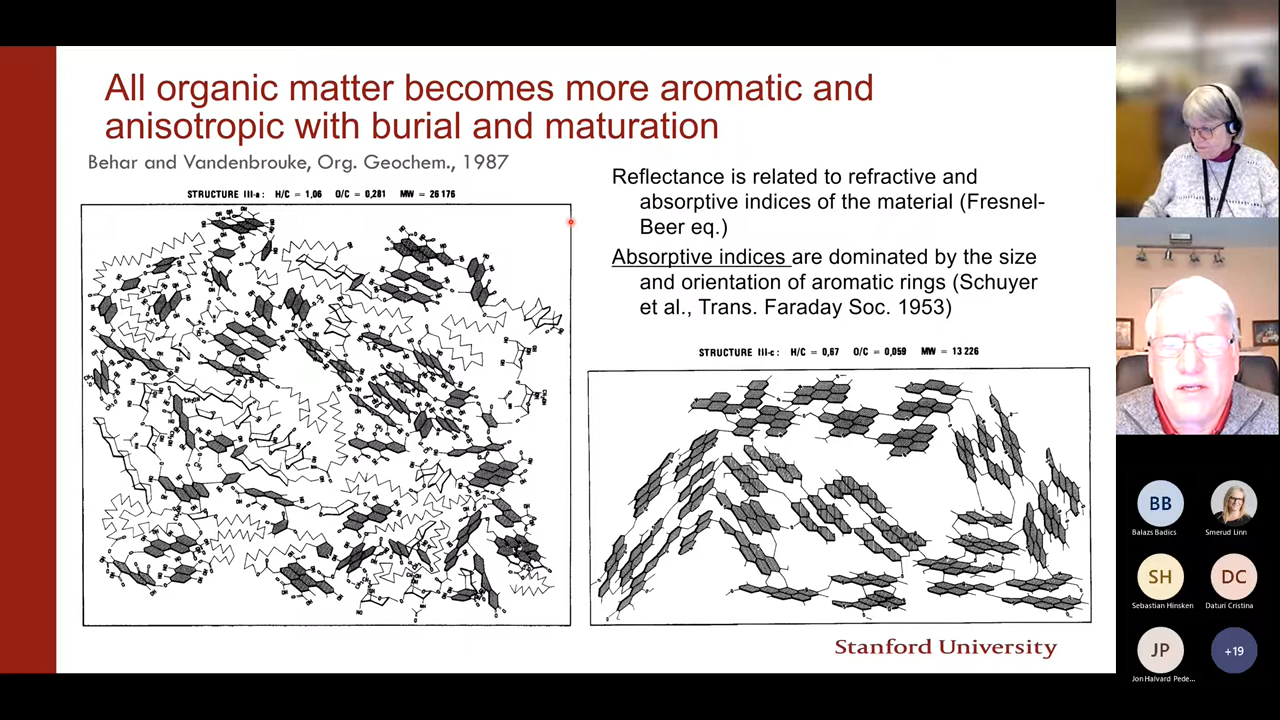 All organic matter becomes more aromatic and
anisotropic with burial and maturation
Behar and Vandenbrouke, Org. Geochem., 1987
STRUCTURE III-a: H/C = 1,06 O/C = 0,281 MW = 26 176
Reflectance is related to refractive and
absorptive indices of the material (Fresnel-
Beer eq.)
Absorptive indices are dominated by the size
and orientation of aromatic rings (Schuyer
et al., Trans. Faraday Soc. 1953)
STRUCTURE III-c: H/C = 0,67 O/C = 0,059 MW = 13 226
Stanford University
BB
Balazs Badics
Smerud Linn
SH
Sebastian Hinsken
DC
Daturi Cristina
JP
Jon Halvard Pede...
+19